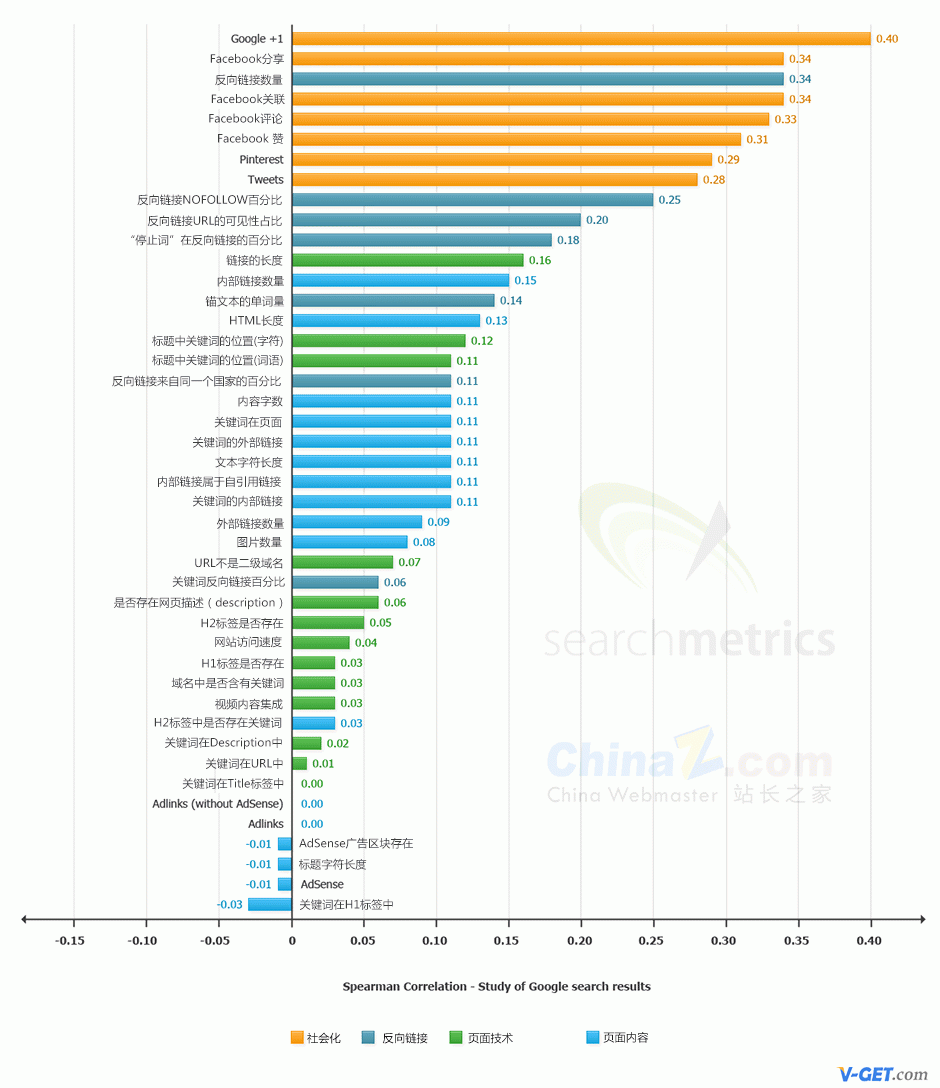 Google +1 0.40
Facebook分享 0.34
反向链接数量 0.34
Facebook关联 0.34
Facebook评论 0.33
Facebook 赞 0.31
Pinterest 0.29
Tweets 0.28
反向链接NOFOLLOW百分比 0.25
反向链接URL的可见性占比 0.20
“停止词”在反向链接的百分比 0.18
链接的长度 0.16
内部链接数量 0.15
锚文本的单词量 0.14
HTML长度 0.13
标题中关键词的位置(字符) 0.12
标题中关键词的位置(词语) 0.11
反向链接来自同一个国家的百分比 0.11
内容字数 0.11
关键词在页面 0.11
关键词的外部链接 0.11
文本字符长度 0.11
内部链接属于自引用链接 0.11
关键词的内部链接 0.11
外部链接数量 0.09
图片数量 0.08
URL不是二级域名 0.07
关键词反向链接百分比 0.06
是否存在网页描述（description） 0.06
H2标签是否存在 0.05
网站访问速度 0.04
searchmetrics
H1标签是否存在 0.03
域名中是否含有关键词 0.03
视频内容集成 0.03
H2标签中是否存在关键词 0.03
关键词在Description中 0.02
关键词在URL中 0.01
ChinaZ.com
关键词在Title标签中 0.00
China Webmaster 站长之家
Adlinks (without AdSense) 0.00
Adlinks 0.00
-0.01 AdSense广告区块存在
-0.01 标题字符长度
-0.01 AdSense
-0.03 关键词在H1标签中
-0.15 -0.10 -0.05 0 0.05 0.10 0.15 0.20 0.25 0.30 0.35 0.40
Spearman Correlation - Study of Google search results
社会化 反向链接 页面技术 页面内容
V-GET.com